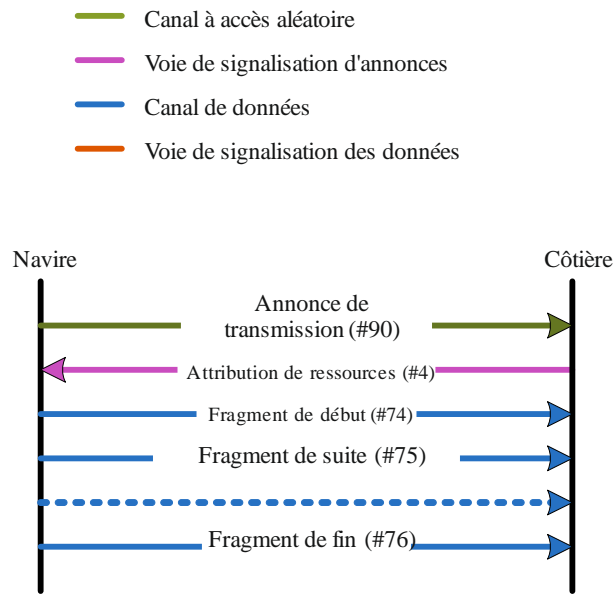 Canal à accès aléatoire
Voie de signalisation d'annonces
Canal de données
Voie de signalisation des données
Navire
Côtière
Annonce de
transmission (#90)
Attribution de ressources (#4)
Fragment de début (#74)
Fragment de suite (#75)
Fragment de fin (#76)